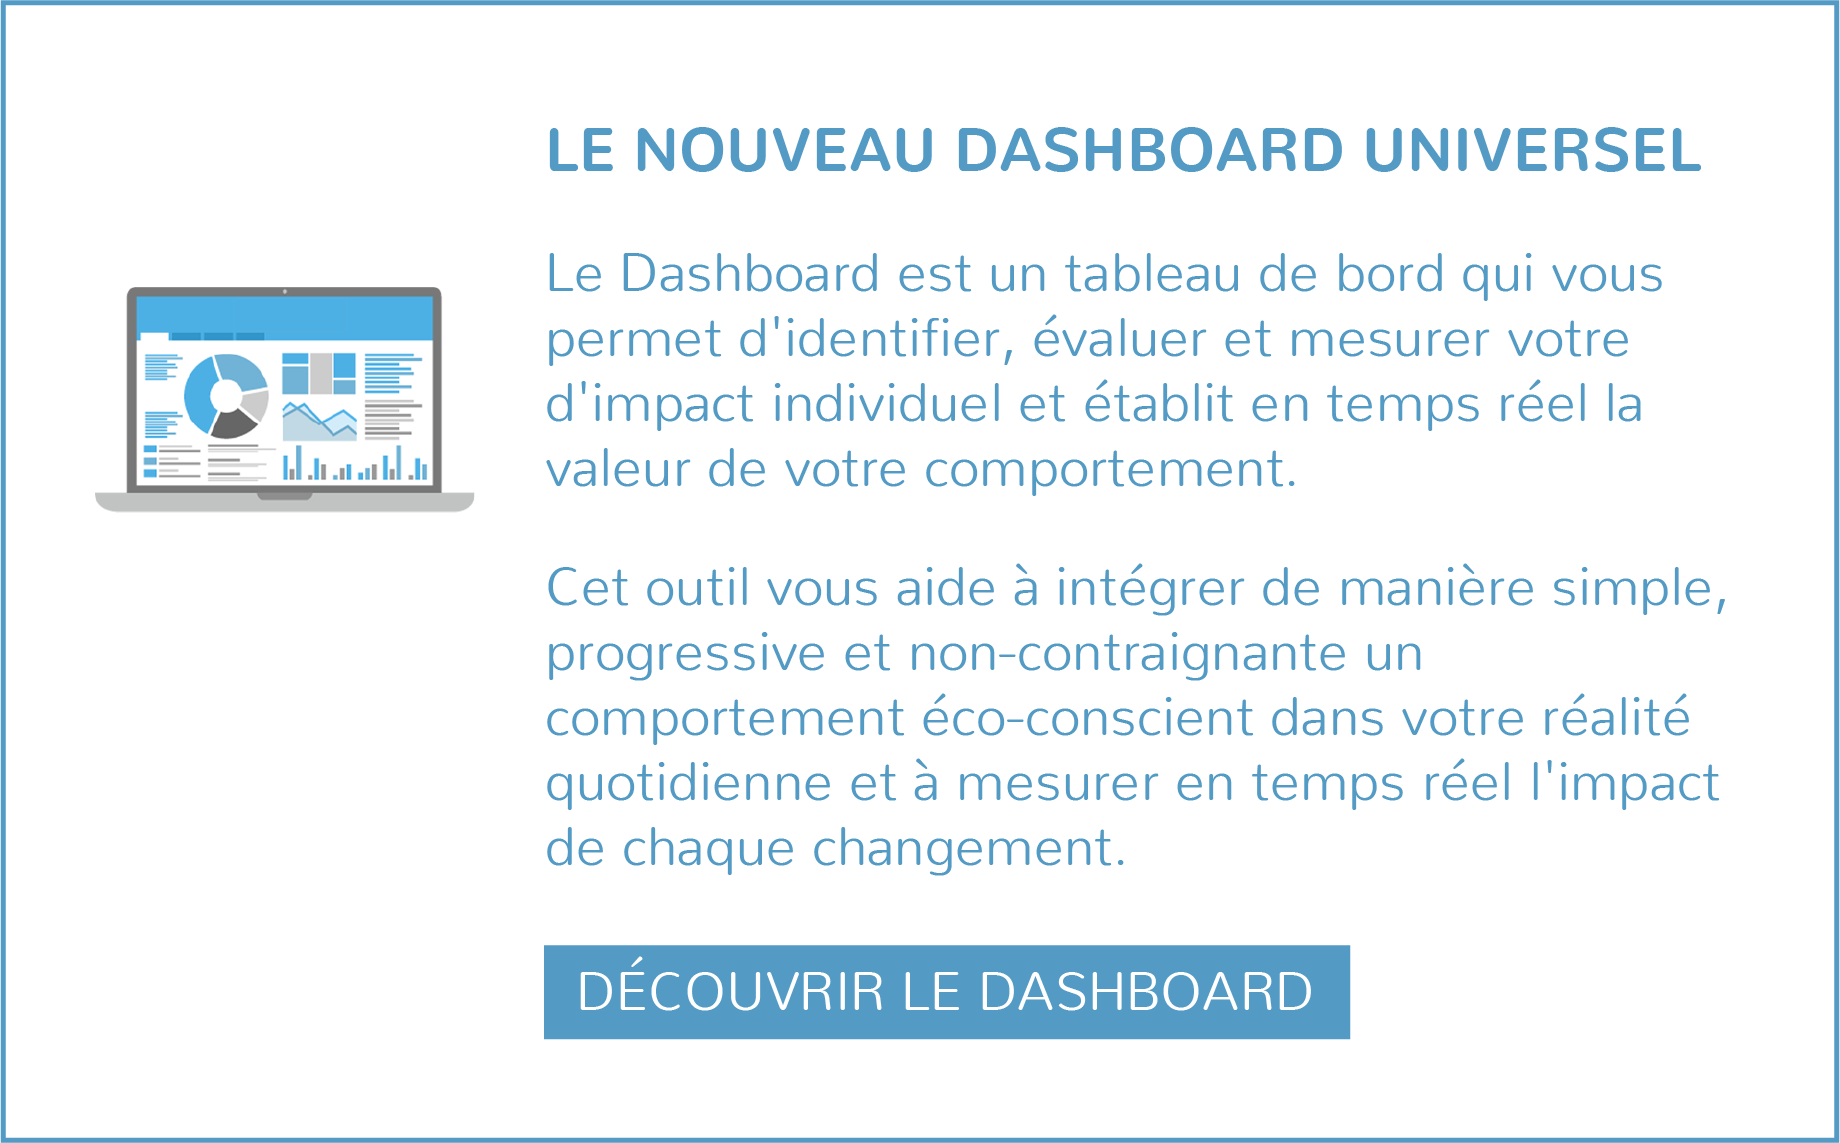 LE NOUVEAU DASHBOARD UNIVERSEL
Le Dashboard est un tableau de bord qui vous
permet d'identifier, évaluer et mesurer votre
d'impact individuel et établit en temps réel la
valeur de votre comportement.
Cet outil vous aide à intégrer de manière simple,
progressive et non-contraignante un
comportement éco-conscient dans votre réalité
quotidienne et à mesurer en temps réel l'impact
de chaque changement.
DÉCOUVRIR LE DASHBOARD